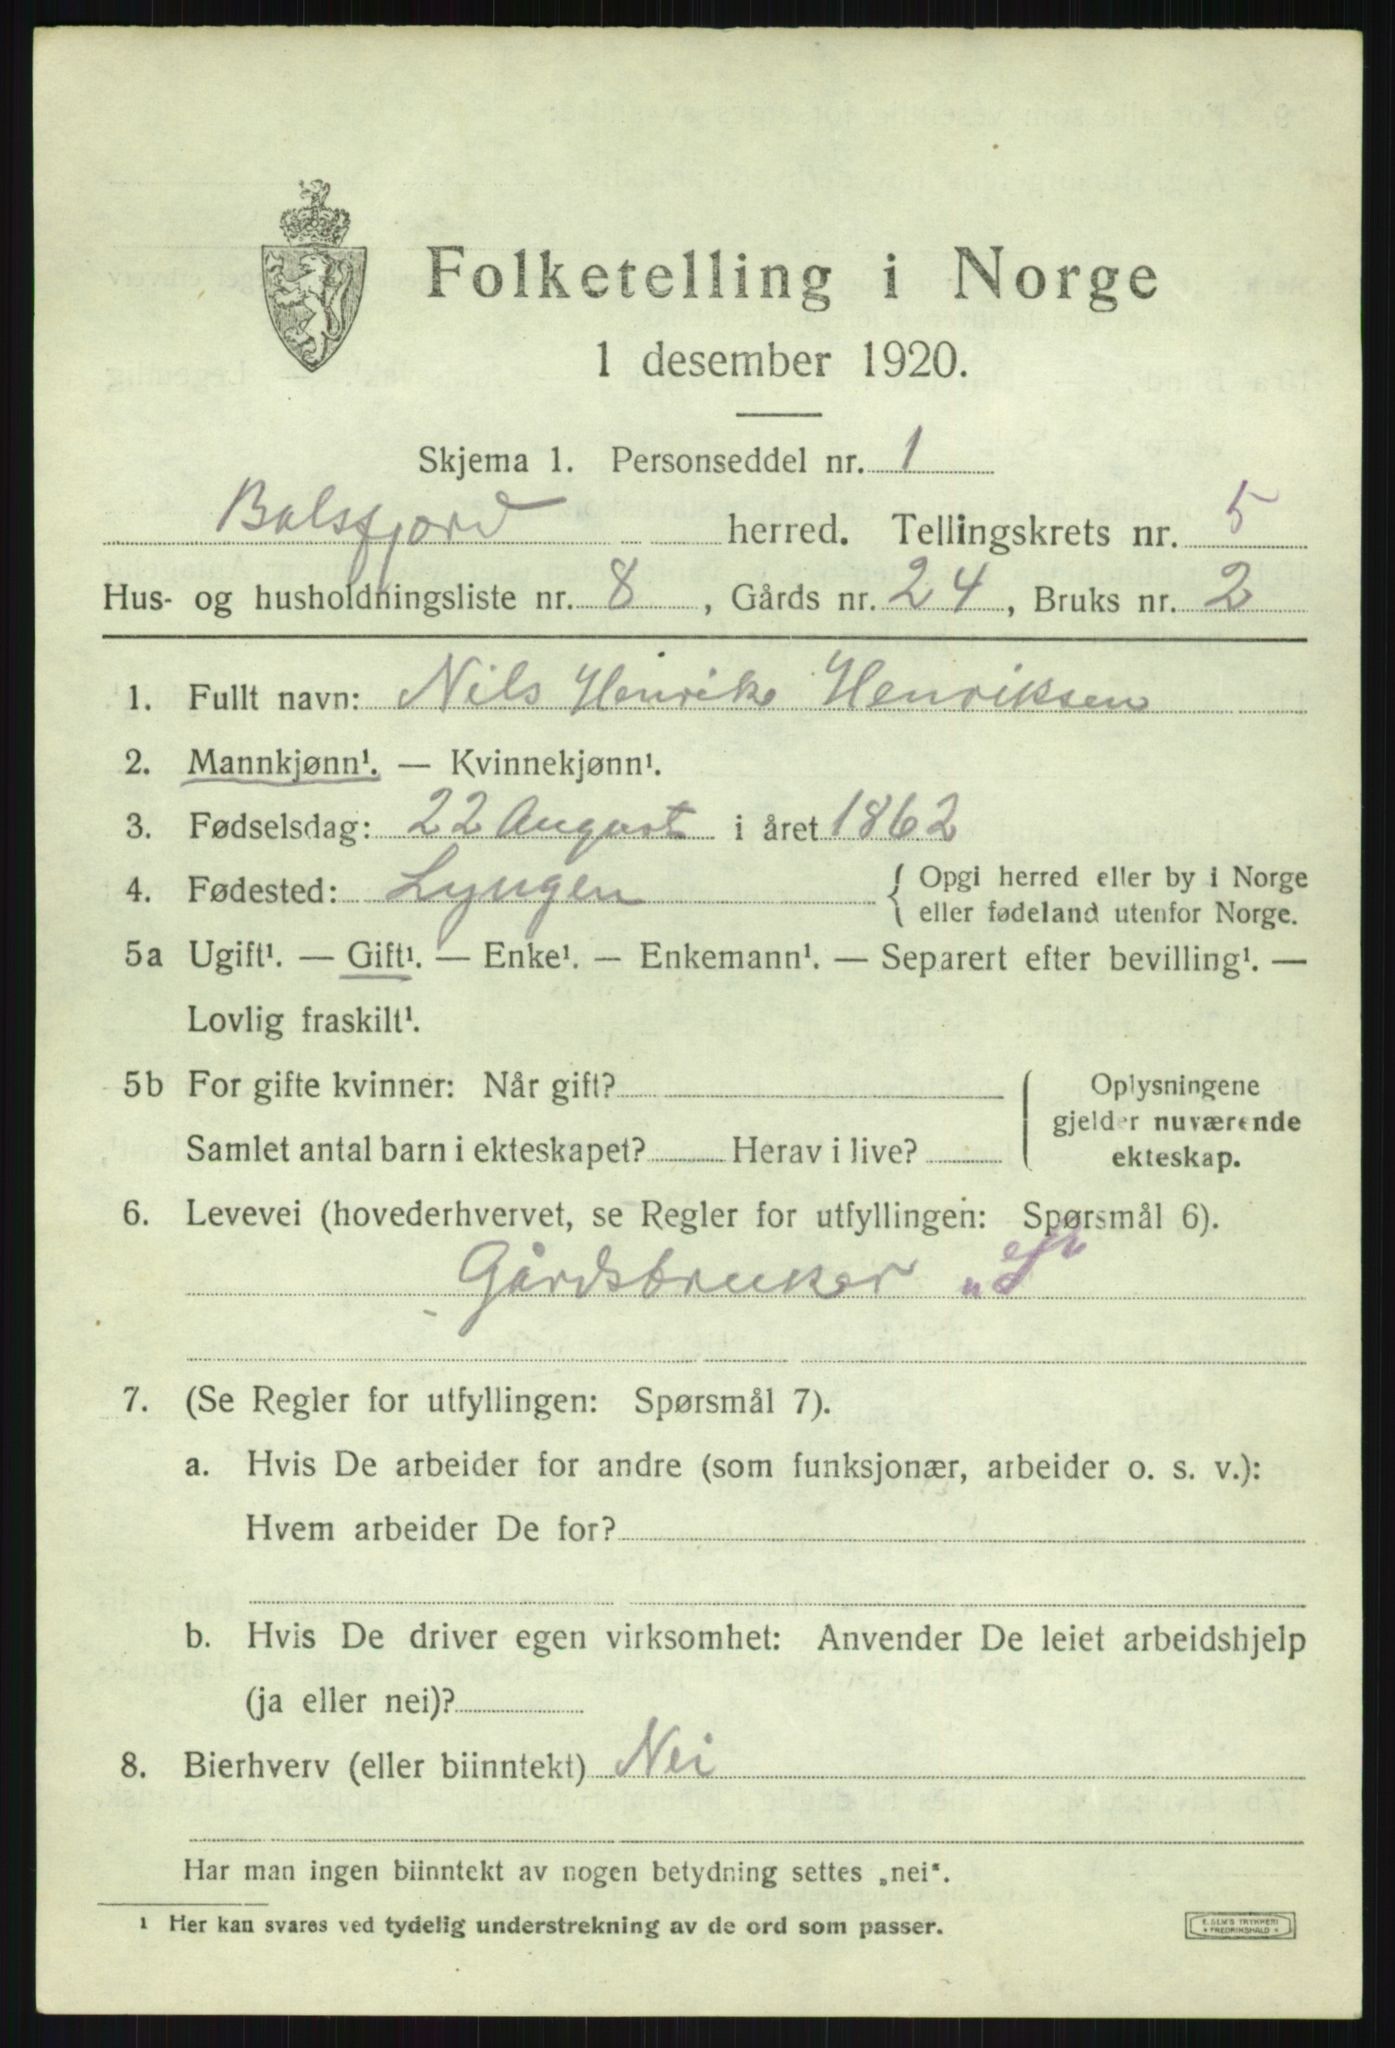 Folketelling i Norge
1 desember 1920.
Skjema 1. Personseddel nr. 1
Balsfjord herred. Tellingskrets nr. 5
Hus- og husholdningsliste nr. 8, Gårds nr. 24, Bruks nr. 2
1. Fullt navn: Nils Henrik Henriksen
2. Mannkjønn¹. — Kvinnekjønn¹.
3. Fødselsdag: 22 August i året 1862
4. Fødested: Lyngen { Opgi herred eller by i Norge
eller fødeland utenfor Norge.
5a Ugift¹. — Gift¹. — Enke¹. — Enkemann¹. — Separert efter bevilling¹. —
Lovlig fraskilt¹.
5b For gifte kvinner: Når gift?
Samlet antal barn i ekteskapet? Herav i live?
Oplysningene
gjelder nuværende
ekteskap.
6. Levevei (hovederhvervet, se Regler for utfyllingen: Spørsmål 6).
Gårdsbruker
7. (Se Regler for utfyllingen: Spørsmål 7).
a. Hvis De arbeider for andre (som funksjonær, arbeider o. s. v.):
Hvem arbeider De for?
b. Hvis De driver egen virksomhet: Anvender De leiet arbeidshjelp
(ja eller nei)?
8. Bierhverv (eller biinntekt) Nei
Har man ingen biinntekt av nogen betydning settes „nei“.
¹ Her kan svares ved tydelig understrekning av de ord som passer.
E. SEM'S TRYKKERI
* FREDRIKSHALD *